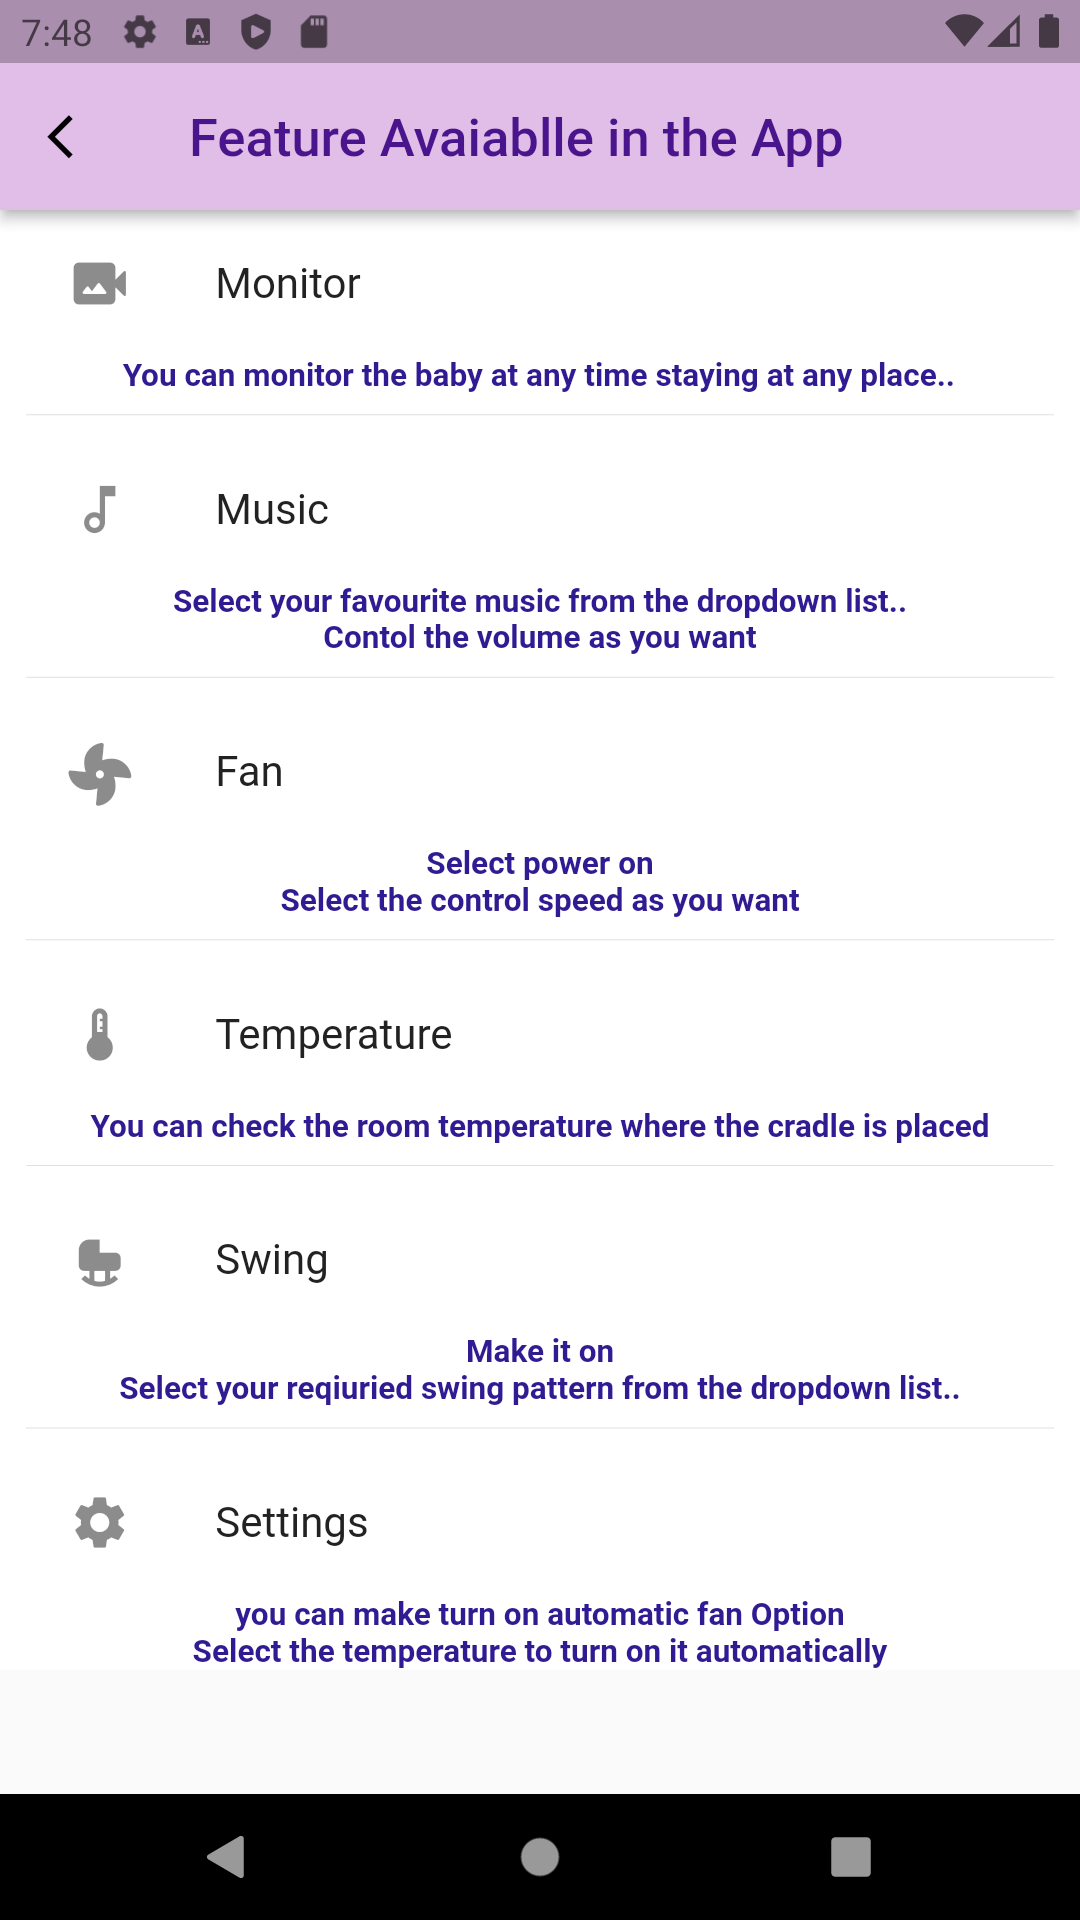 7:48
Feature Avaiablle in the App
Monitor
You can monitor the baby at any time staying at any place..
Music
Select your favourite music from the dropdown list..
Contol the volume as you want
Fan
Select power on
Select the control speed as you want
Temperature
You can check the room temperature where the cradle is placed
Swing
Make it on
Select your reqiuried swing pattern from the dropdown list..
Settings
you can make turn on automatic fan Option
Select the temperature to turn on it automatically